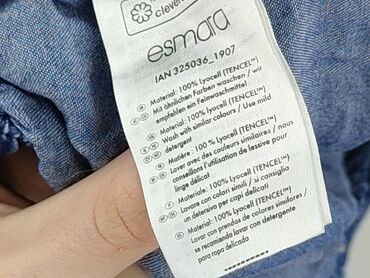 clever
esmara
IAN 325036_1907
Material: 100% Lyocell (TENCEL™)
Mit ähnlichen Farben waschen / wir
empfehlen ein Feinwaschmittel
Material: 100% Lyocell (TENCEL™)
Wash with similar colours / Use mild
detergent
Matière: 100% Lyocell (TENCEL™)
Laver avec des couleurs similaires / nous
conseillons l'utilisation de lessive pour
linge délicat
Materiale: 100% Lyocell (TENCEL™)
Lavare con colori simili / si consiglia
un detersivo per capi delicati
Material: 100% Lyocell (TENCEL™)
Lavar con prendas de colores similares /
se recomienda lavar con detergente
para ropa delicada